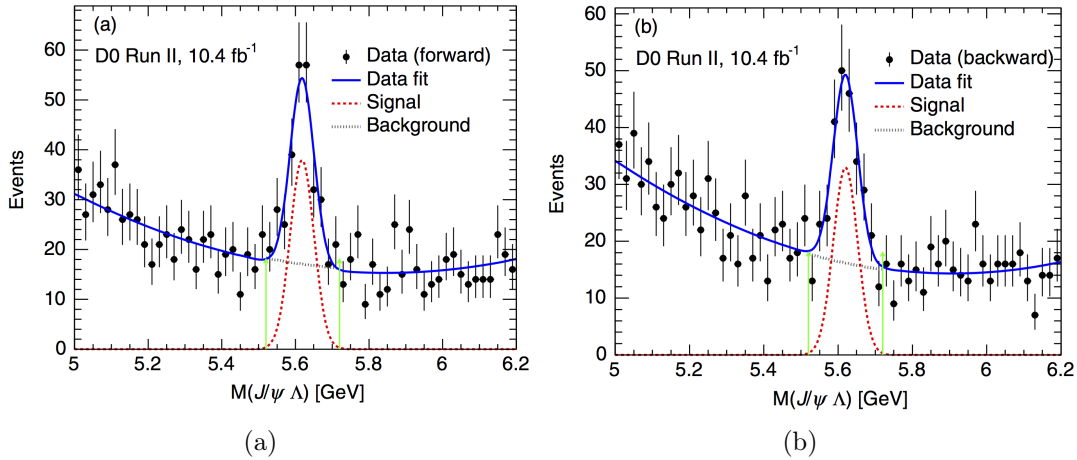 (a)
D0 Run II, 10.4 fb⁻¹
Data (forward)
Data fit
Signal
Background
Events
60
50
40
30
20
10
0
5 5.2 5.4 5.6 5.8 6 6.2
M(J/ψ Λ) [GeV]
(a)
(b)
D0 Run II, 10.4 fb⁻¹
Data (backward)
Data fit
Signal
Background
Events
60
50
40
30
20
10
0
5 5.2 5.4 5.6 5.8 6 6.2
M(J/ψ Λ) [GeV]
(b)